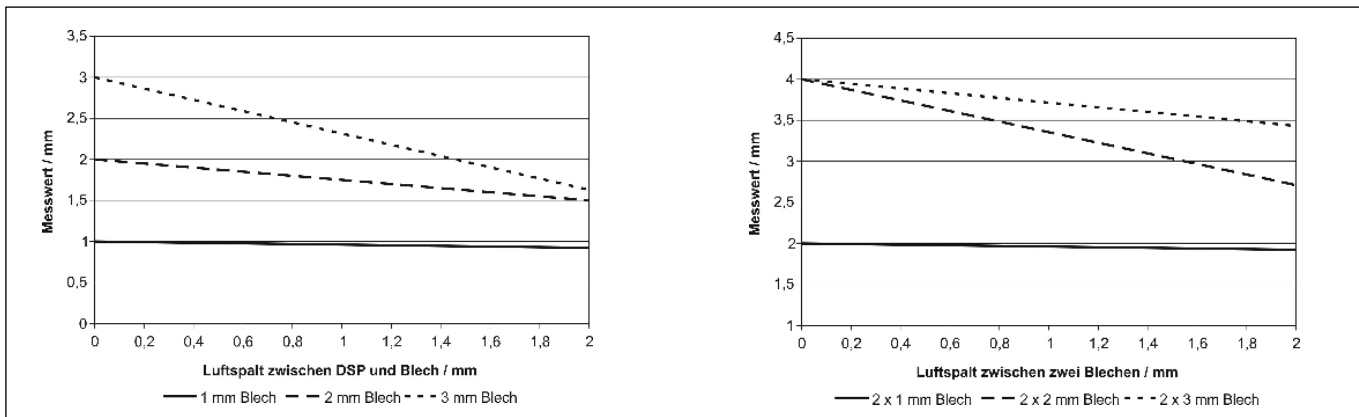 3,5
3
2,5
2
1,5
1
0,5
0
Messwert / mm
0 0,2 0,4 0,6 0,8 1 1,2 1,4 1,6 1,8 2
Luftspalt zwischen DSP und Blech / mm
1 mm Blech 2 mm Blech 3 mm Blech
4,5
4
3,5
3
2,5
2
1,5
1
Messwert / mm
0 0,2 0,4 0,6 0,8 1 1,2 1,4 1,6 1,8 2
Luftspalt zwischen zwei Blechen / mm
2 x 1 mm Blech 2 x 2 mm Blech 2 x 3 mm Blech